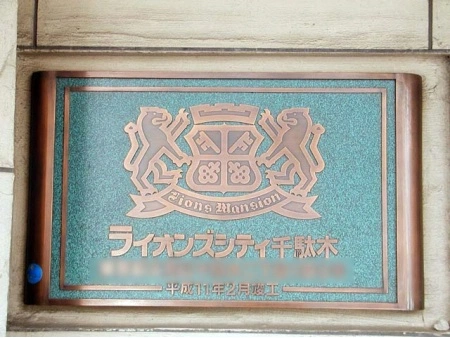 Lions Mansion
ライオンズシティ千駄木
平成11年2月竣工